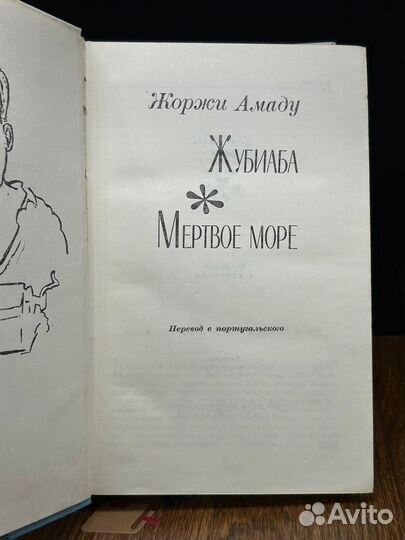 Жоржи Амаду
Жубиаба
*
Мертвое море
Перевод с португальского
Avito